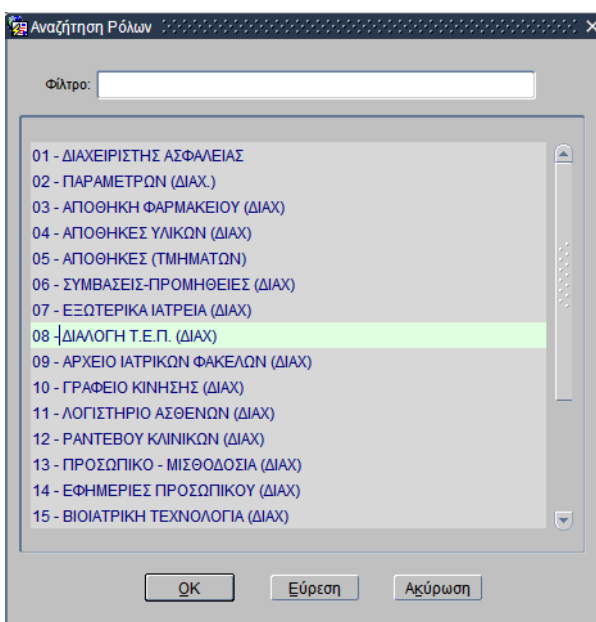 Αναζήτηση Ρόλων
Φίλτρο:
01 - ΔΙΑΧΕΙΡΙΣΤΗΣ ΑΣΦΑΛΕΙΑΣ
02 - ΠΑΡΑΜΕΤΡΩΝ (ΔΙΑΧ.)
03 - ΑΠΟΘΗΚΗ ΦΑΡΜΑΚΕΙΟΥ (ΔΙΑΧ)
04 - ΑΠΟΘΗΚΕΣ ΥΛΙΚΩΝ (ΔΙΑΧ)
05 - ΑΠΟΘΗΚΕΣ (ΤΜΗΜΑΤΩΝ)
06 - ΣΥΜΒΑΣΕΙΣ-ΠΡΟΜΗΘΕΙΕΣ (ΔΙΑΧ)
07 - ΕΞΩΤΕΡΙΚΑ ΙΑΤΡΕΙΑ (ΔΙΑΧ)
08 - ΔΙΑΛΟΓΗ Τ.Ε.Π. (ΔΙΑΧ)
09 - ΑΡΧΕΙΟ ΙΑΤΡΙΚΩΝ ΦΑΚΕΛΩΝ (ΔΙΑΧ)
10 - ΓΡΑΦΕΙΟ ΚΙΝΗΣΗΣ (ΔΙΑΧ)
11 - ΛΟΓΙΣΤΗΡΙΟ ΑΣΘΕΝΩΝ (ΔΙΑΧ)
12 - ΡΑΝΤΕΒΟΥ ΚΛΙΝΙΚΩΝ (ΔΙΑΧ)
13 - ΠΡΟΣΩΠΙΚΟ - ΜΙΣΘΟΔΟΣΙΑ (ΔΙΑΧ)
14 - ΕΦΗΜΕΡΙΕΣ ΠΡΟΣΩΠΙΚΟΥ (ΔΙΑΧ)
15 - ΒΙΟΙΑΤΡΙΚΗ ΤΕΧΝΟΛΟΓΙΑ (ΔΙΑΧ)
OK Εύρεση Ακύρωση